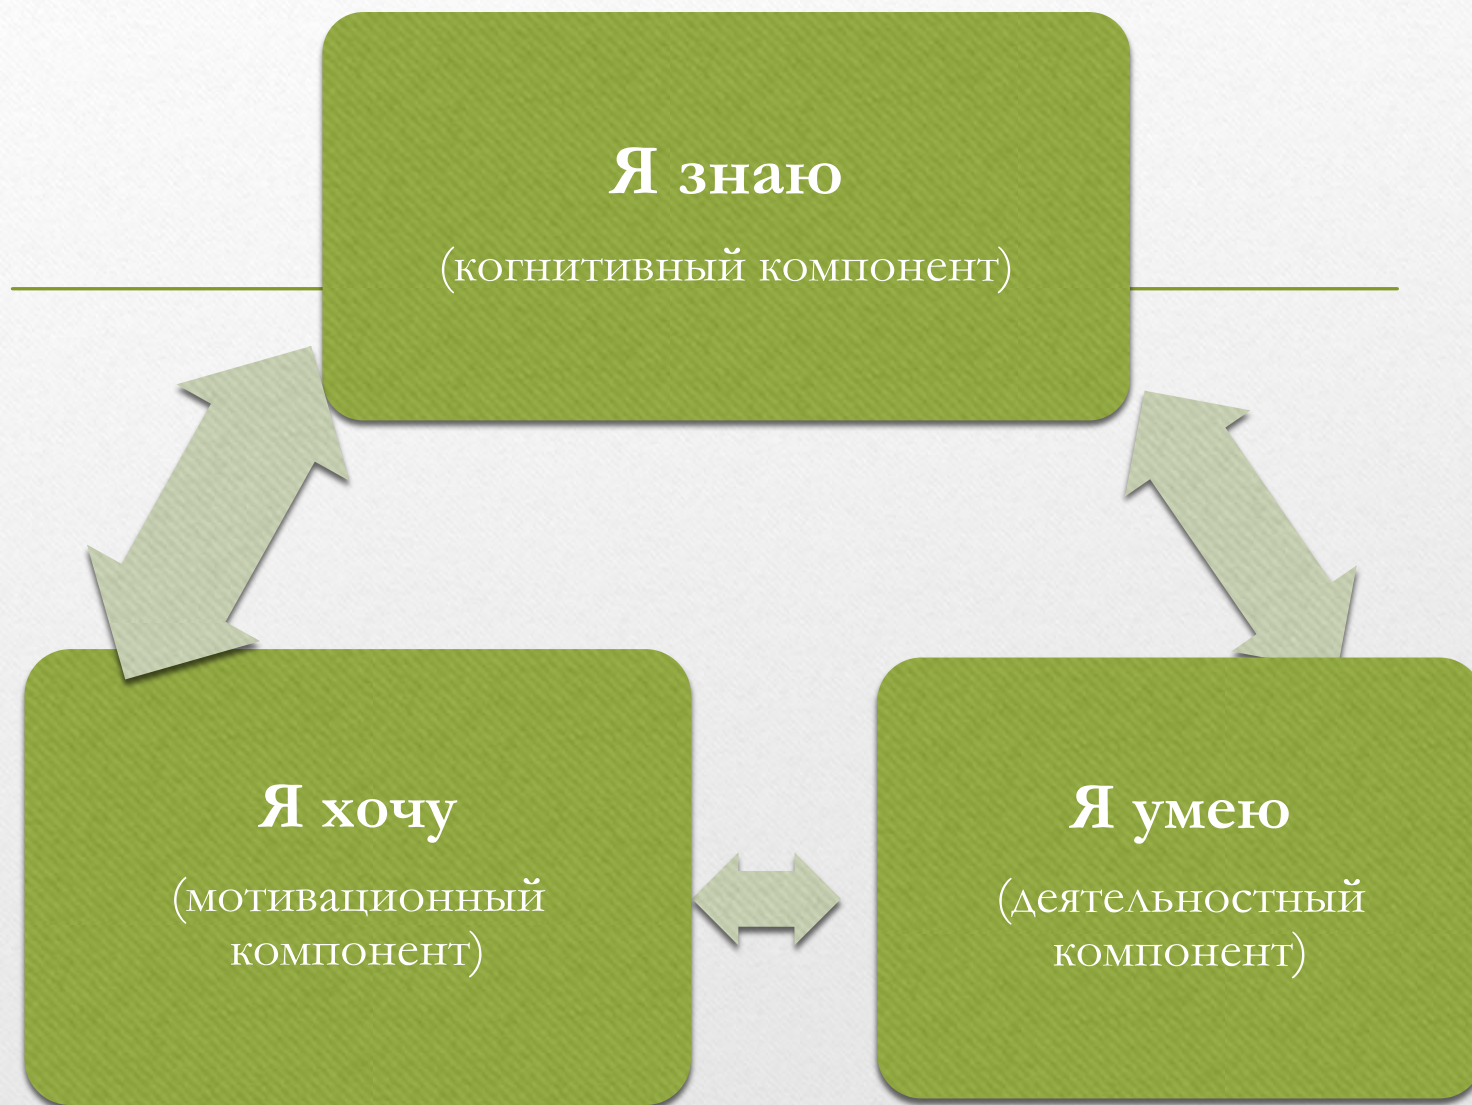 Я знаю
(когнитивный компонент)
Я хочу
(мотивационный
компонент)
Я умею
(деятельностный
компонент)